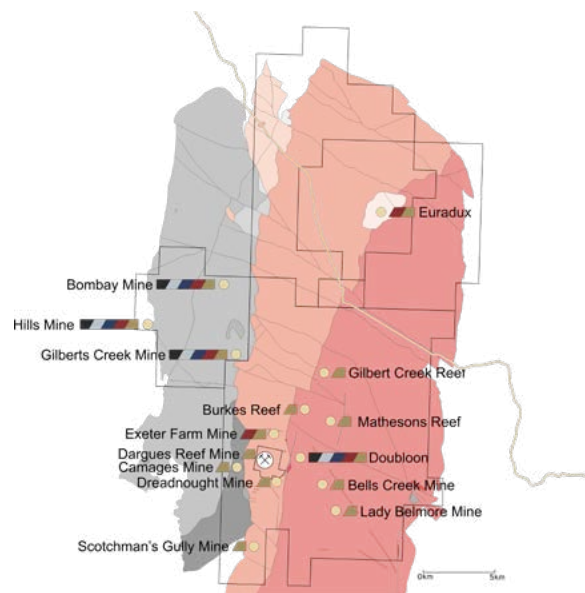 Euradux
Bombay Mine
Hills Mine
Gilberts Creek Mine
Gilbert Creek Reef
Burkes Reef
Mathesons Reef
Exeter Farm Mine
Dargues Reef Mine
Doubloon
Camages Mine
Dreadnought Mine
Bells Creek Mine
Lady Belmore Mine
Scotchman's Gully Mine
0km 5km